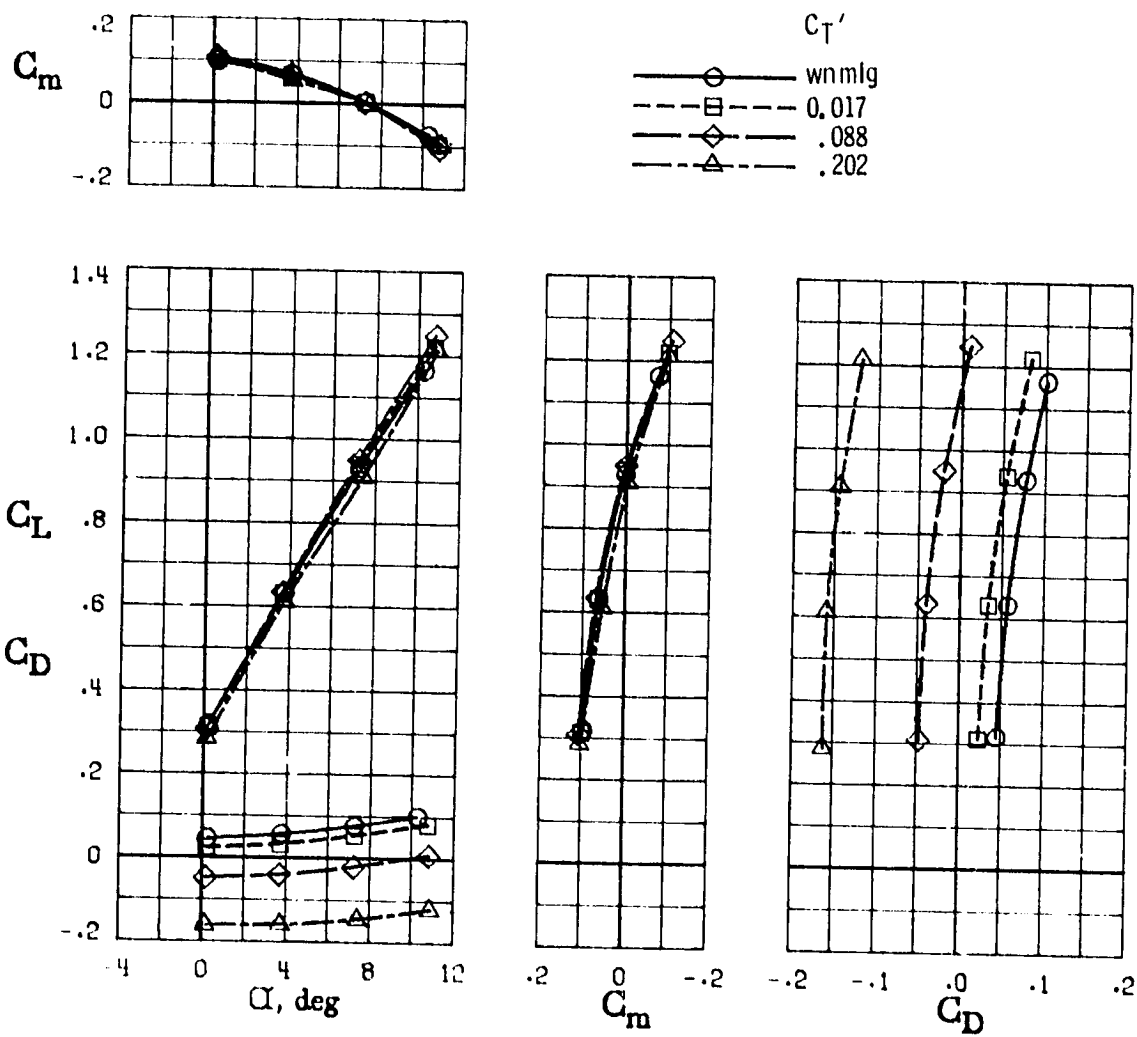 .2
C_m
0
-.2
C_T'
wnmlg
0.017
.088
.202
1.4
1.2
1.0
C_L
.8
.6
C_D
.4
.2
0
-.2
-4 0 4 8 12
α, deg
.2 0 -.2
C_m
-.2 -.1 .0 .1 .2
C_D